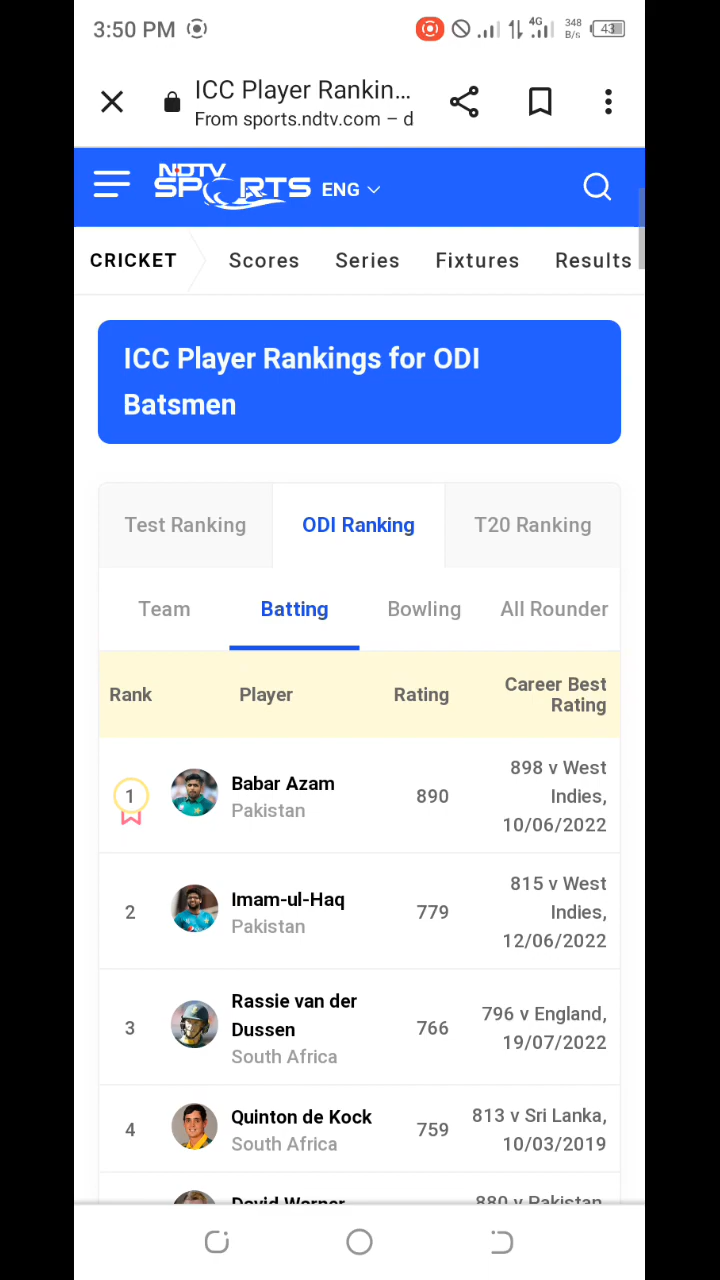 3:50 PM
4G
348
B/s
43
ICC Player Rankin...
From sports.ndtv.com – d
NDTV
SPORTS
ENG
CRICKET
Scores
Series
Fixtures
Results
ICC Player Rankings for ODI
Batsmen
Test Ranking
ODI Ranking
T20 Ranking
Team
Batting
Bowling
All Rounder
Rank
Player
Rating
Career Best
Rating
1
Babar Azam
Pakistan
890
898 v West
Indies,
10/06/2022
2
Imam-ul-Haq
Pakistan
779
815 v West
Indies,
12/06/2022
3
Rassie van der
Dussen
South Africa
766
796 v England,
19/07/2022
4
Quinton de Kock
South Africa
759
813 v Sri Lanka,
10/03/2019
David Warner
880 v Pakistan,